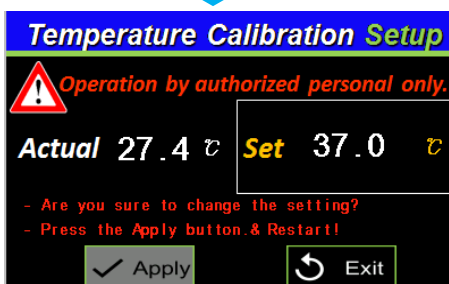 Temperature Calibration Setup
Operation by authorized personal only.
Actual 27.4 ℃ Set 37.0 ℃
- Are you sure to change the setting?
- Press the Apply button.& Restart!
Apply Exit